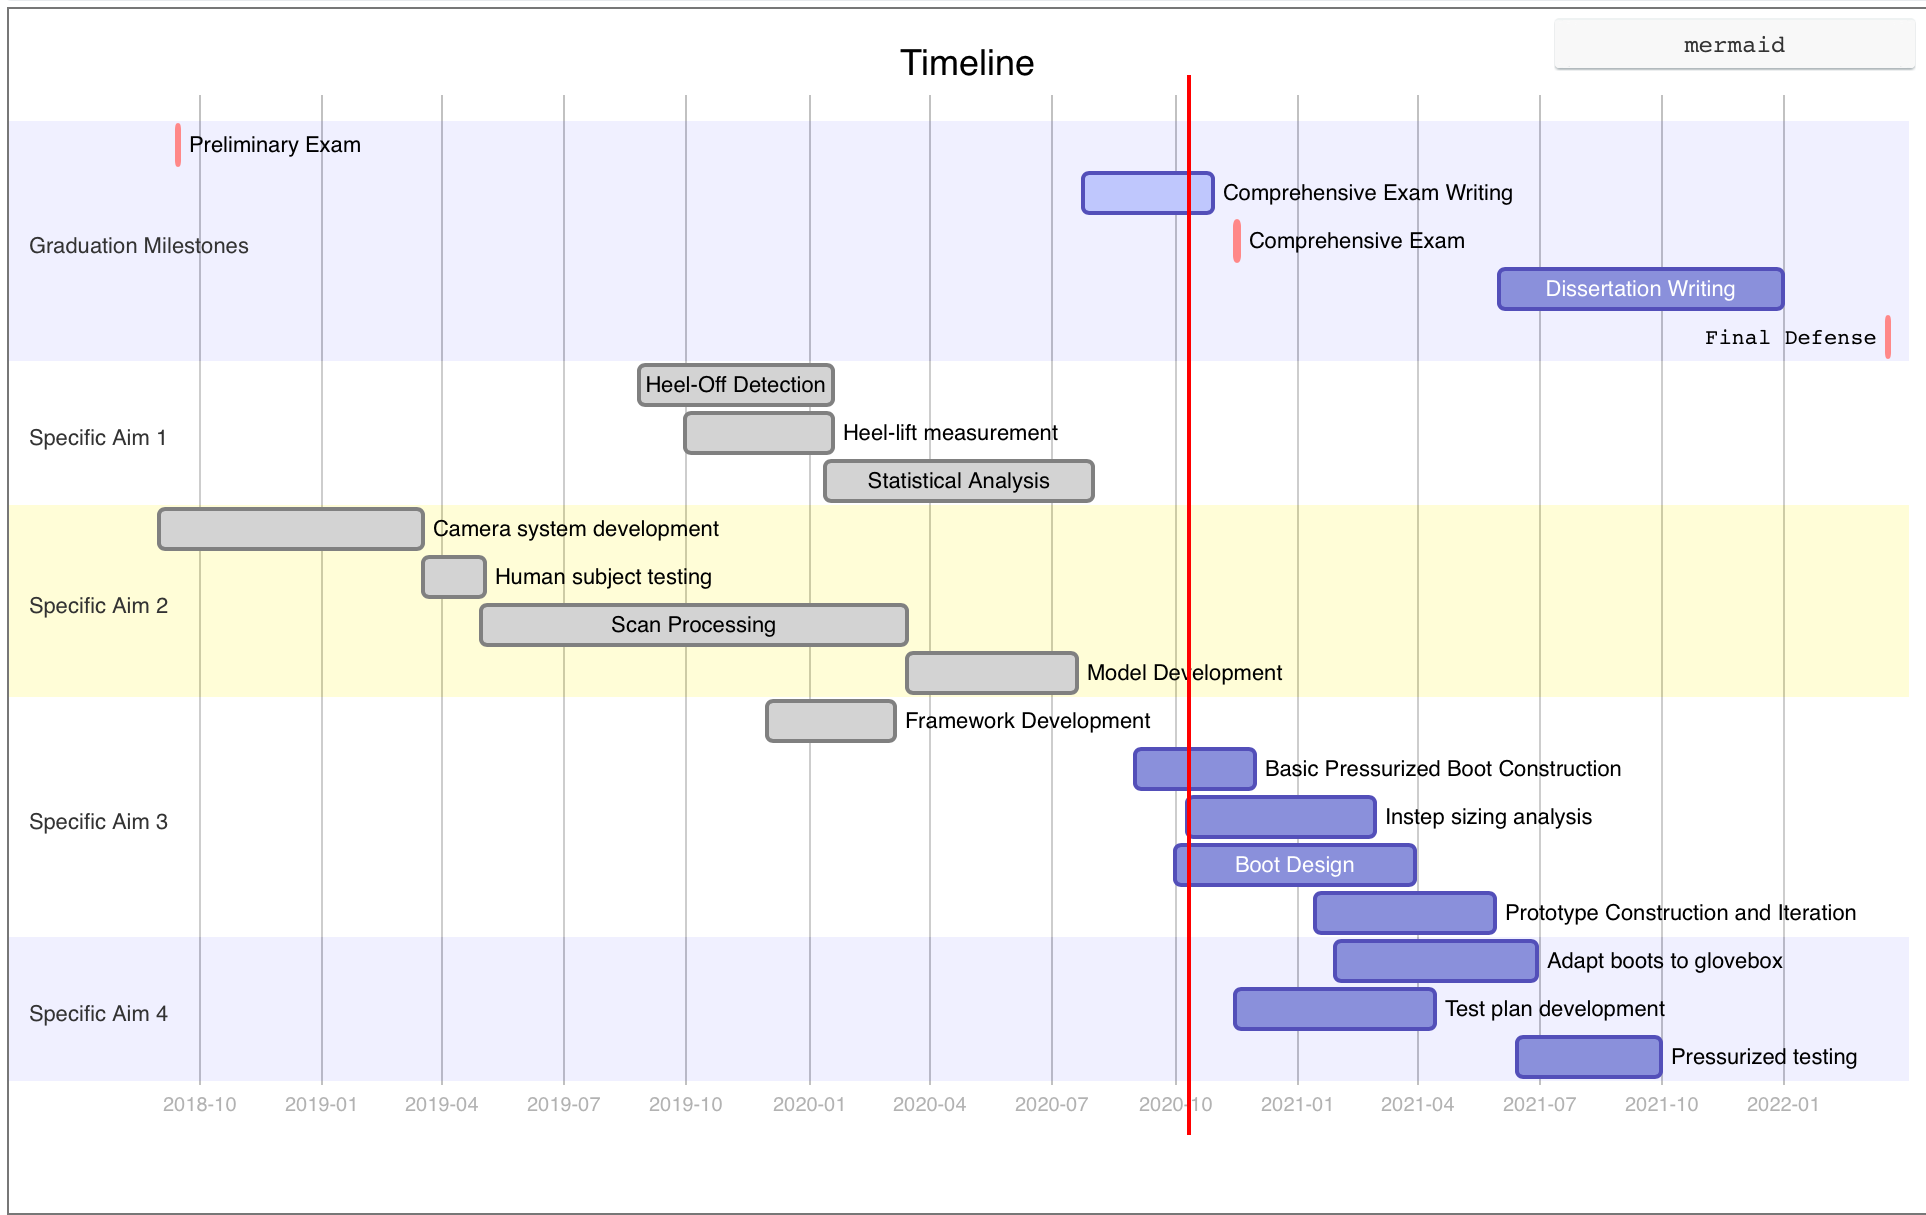 mermaid
Timeline
Preliminary Exam
Comprehensive Exam Writing
Comprehensive Exam
Graduation Milestones
Dissertation Writing
Final Defense
Heel-Off Detection
Heel-lift measurement
Specific Aim 1
Statistical Analysis
Camera system development
Human subject testing
Specific Aim 2
Scan Processing
Model Development
Framework Development
Basic Pressurized Boot Construction
Instep sizing analysis
Specific Aim 3
Boot Design
Prototype Construction and Iteration
Adapt boots to glovebox
Test plan development
Specific Aim 4
Pressurized testing
2018-10 2019-01 2019-04 2019-07 2019-10 2020-01 2020-04 2020-07 2020-10 2021-01 2021-04 2021-07 2021-10 2022-01